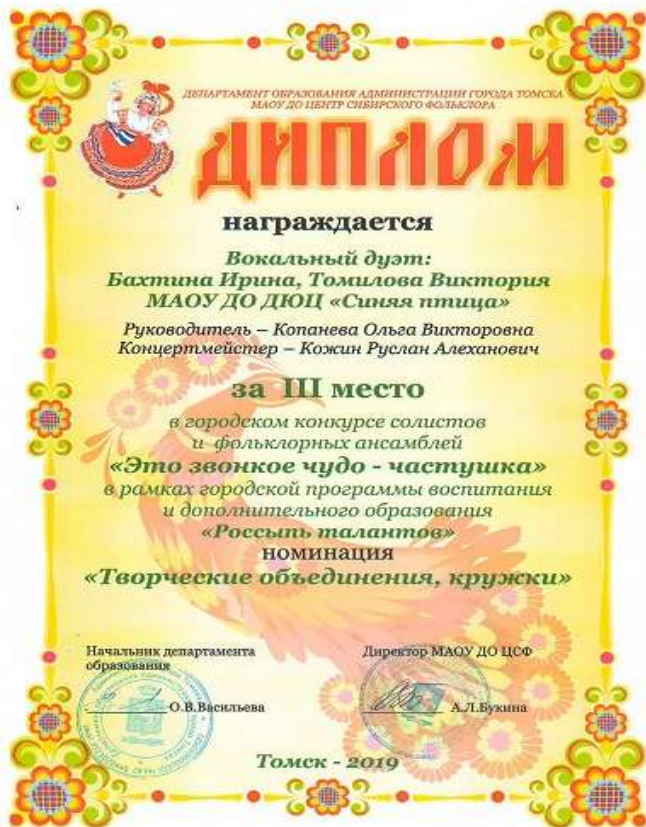 ДЕПАРТАМЕНТ ОБРАЗОВАНИЯ АДМИНИСТРАЦИИ ГОРОДА ТОМСКА
МАОУ ДО ЦЕНТР СИБИРСКОГО ФОЛЬКЛОРА
ДИПЛОМ
награждается
Вокальный дуэт:
Бахтина Ирина, Томилова Виктория
МАОУ ДО ДЮЦ «Синяя птица»
Руководитель – Копанева Ольга Викторовна
Концертмейстер – Кожин Руслан Алеханович
за III место
в городском конкурсе солистов
и фольклорных ансамблей
«Это звонкое чудо - частушка»
в рамках городской программы воспитания
и дополнительного образования
«Россыпь талантов»
номинация
«Творческие объединения, кружки»
Начальник департамента
образования
О.В.Васильева
Директор МАОУ ДО ЦСФ
А.Л.Букина
Томск - 2019